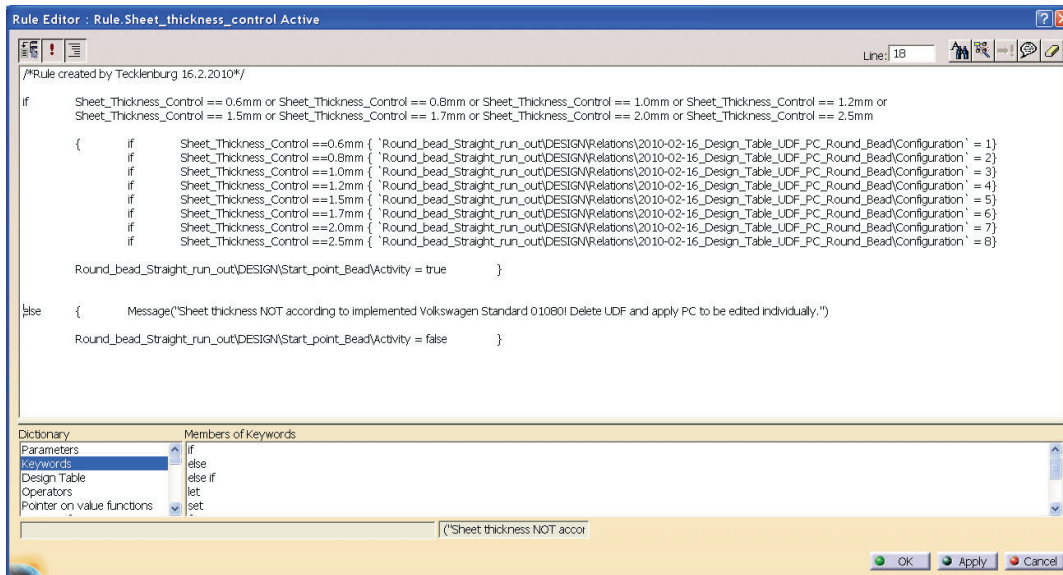 Rule Editor : Rule.Sheet_thickness_control Active
Line: 18
/*Rule created by Tecklenburg 16.2.2010*/
if Sheet_Thickness_Control == 0.6mm or Sheet_Thickness_Control == 0.8mm or Sheet_Thickness_Control == 1.0mm or Sheet_Thickness_Control == 1.2mm or
Sheet_Thickness_Control == 1.5mm or Sheet_Thickness_Control == 1.7mm or Sheet_Thickness_Control == 2.0mm or Sheet_Thickness_Control == 2.5mm
{ if Sheet_Thickness_Control ==0.6mm { `Round_bead_Straight_run_out\DESIGN\Relations\2010-02-16_Design_Table_UDF_PC_Round_Bead\Configuration` = 1}
if Sheet_Thickness_Control ==0.8mm { `Round_bead_Straight_run_out\DESIGN\Relations\2010-02-16_Design_Table_UDF_PC_Round_Bead\Configuration` = 2}
if Sheet_Thickness_Control ==1.0mm { `Round_bead_Straight_run_out\DESIGN\Relations\2010-02-16_Design_Table_UDF_PC_Round_Bead\Configuration` = 3}
if Sheet_Thickness_Control ==1.2mm { `Round_bead_Straight_run_out\DESIGN\Relations\2010-02-16_Design_Table_UDF_PC_Round_Bead\Configuration` = 4}
if Sheet_Thickness_Control ==1.5mm { `Round_bead_Straight_run_out\DESIGN\Relations\2010-02-16_Design_Table_UDF_PC_Round_Bead\Configuration` = 5}
if Sheet_Thickness_Control ==1.7mm { `Round_bead_Straight_run_out\DESIGN\Relations\2010-02-16_Design_Table_UDF_PC_Round_Bead\Configuration` = 6}
if Sheet_Thickness_Control ==2.0mm { `Round_bead_Straight_run_out\DESIGN\Relations\2010-02-16_Design_Table_UDF_PC_Round_Bead\Configuration` = 7}
if Sheet_Thickness_Control ==2.5mm { `Round_bead_Straight_run_out\DESIGN\Relations\2010-02-16_Design_Table_UDF_PC_Round_Bead\Configuration` = 8}
Round_bead_Straight_run_out\DESIGN\Start_point_Bead\Activity = true }
else { Message("Sheet thickness NOT according to implemented Volkswagen Standard 01080! Delete UDF and apply PC to be edited individually.")
Round_bead_Straight_run_out\DESIGN\Start_point_Bead\Activity = false }
Dictionary Members of Keywords
Parameters if
Keywords else
Design Table else if
Operators let
Pointer on value functions set
("Sheet thickness NOT accor
OK Apply Cancel